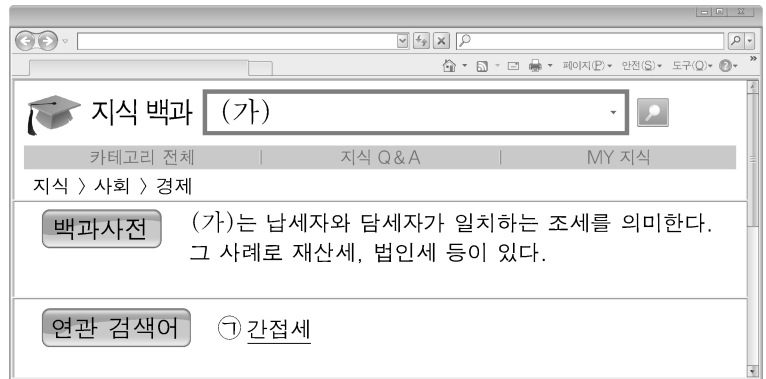 페이지(P) 안전(S) 도구(O)
지식 백과 (가)
카테고리 전체 | 지식 Q&A | MY 지식
지식 〉 사회 〉 경제
백과사전 (가)는 납세자와 담세자가 일치하는 조세를 의미한다.
그 사례로 재산세, 법인세 등이 있다.
연관 검색어 ㉠ 간접세